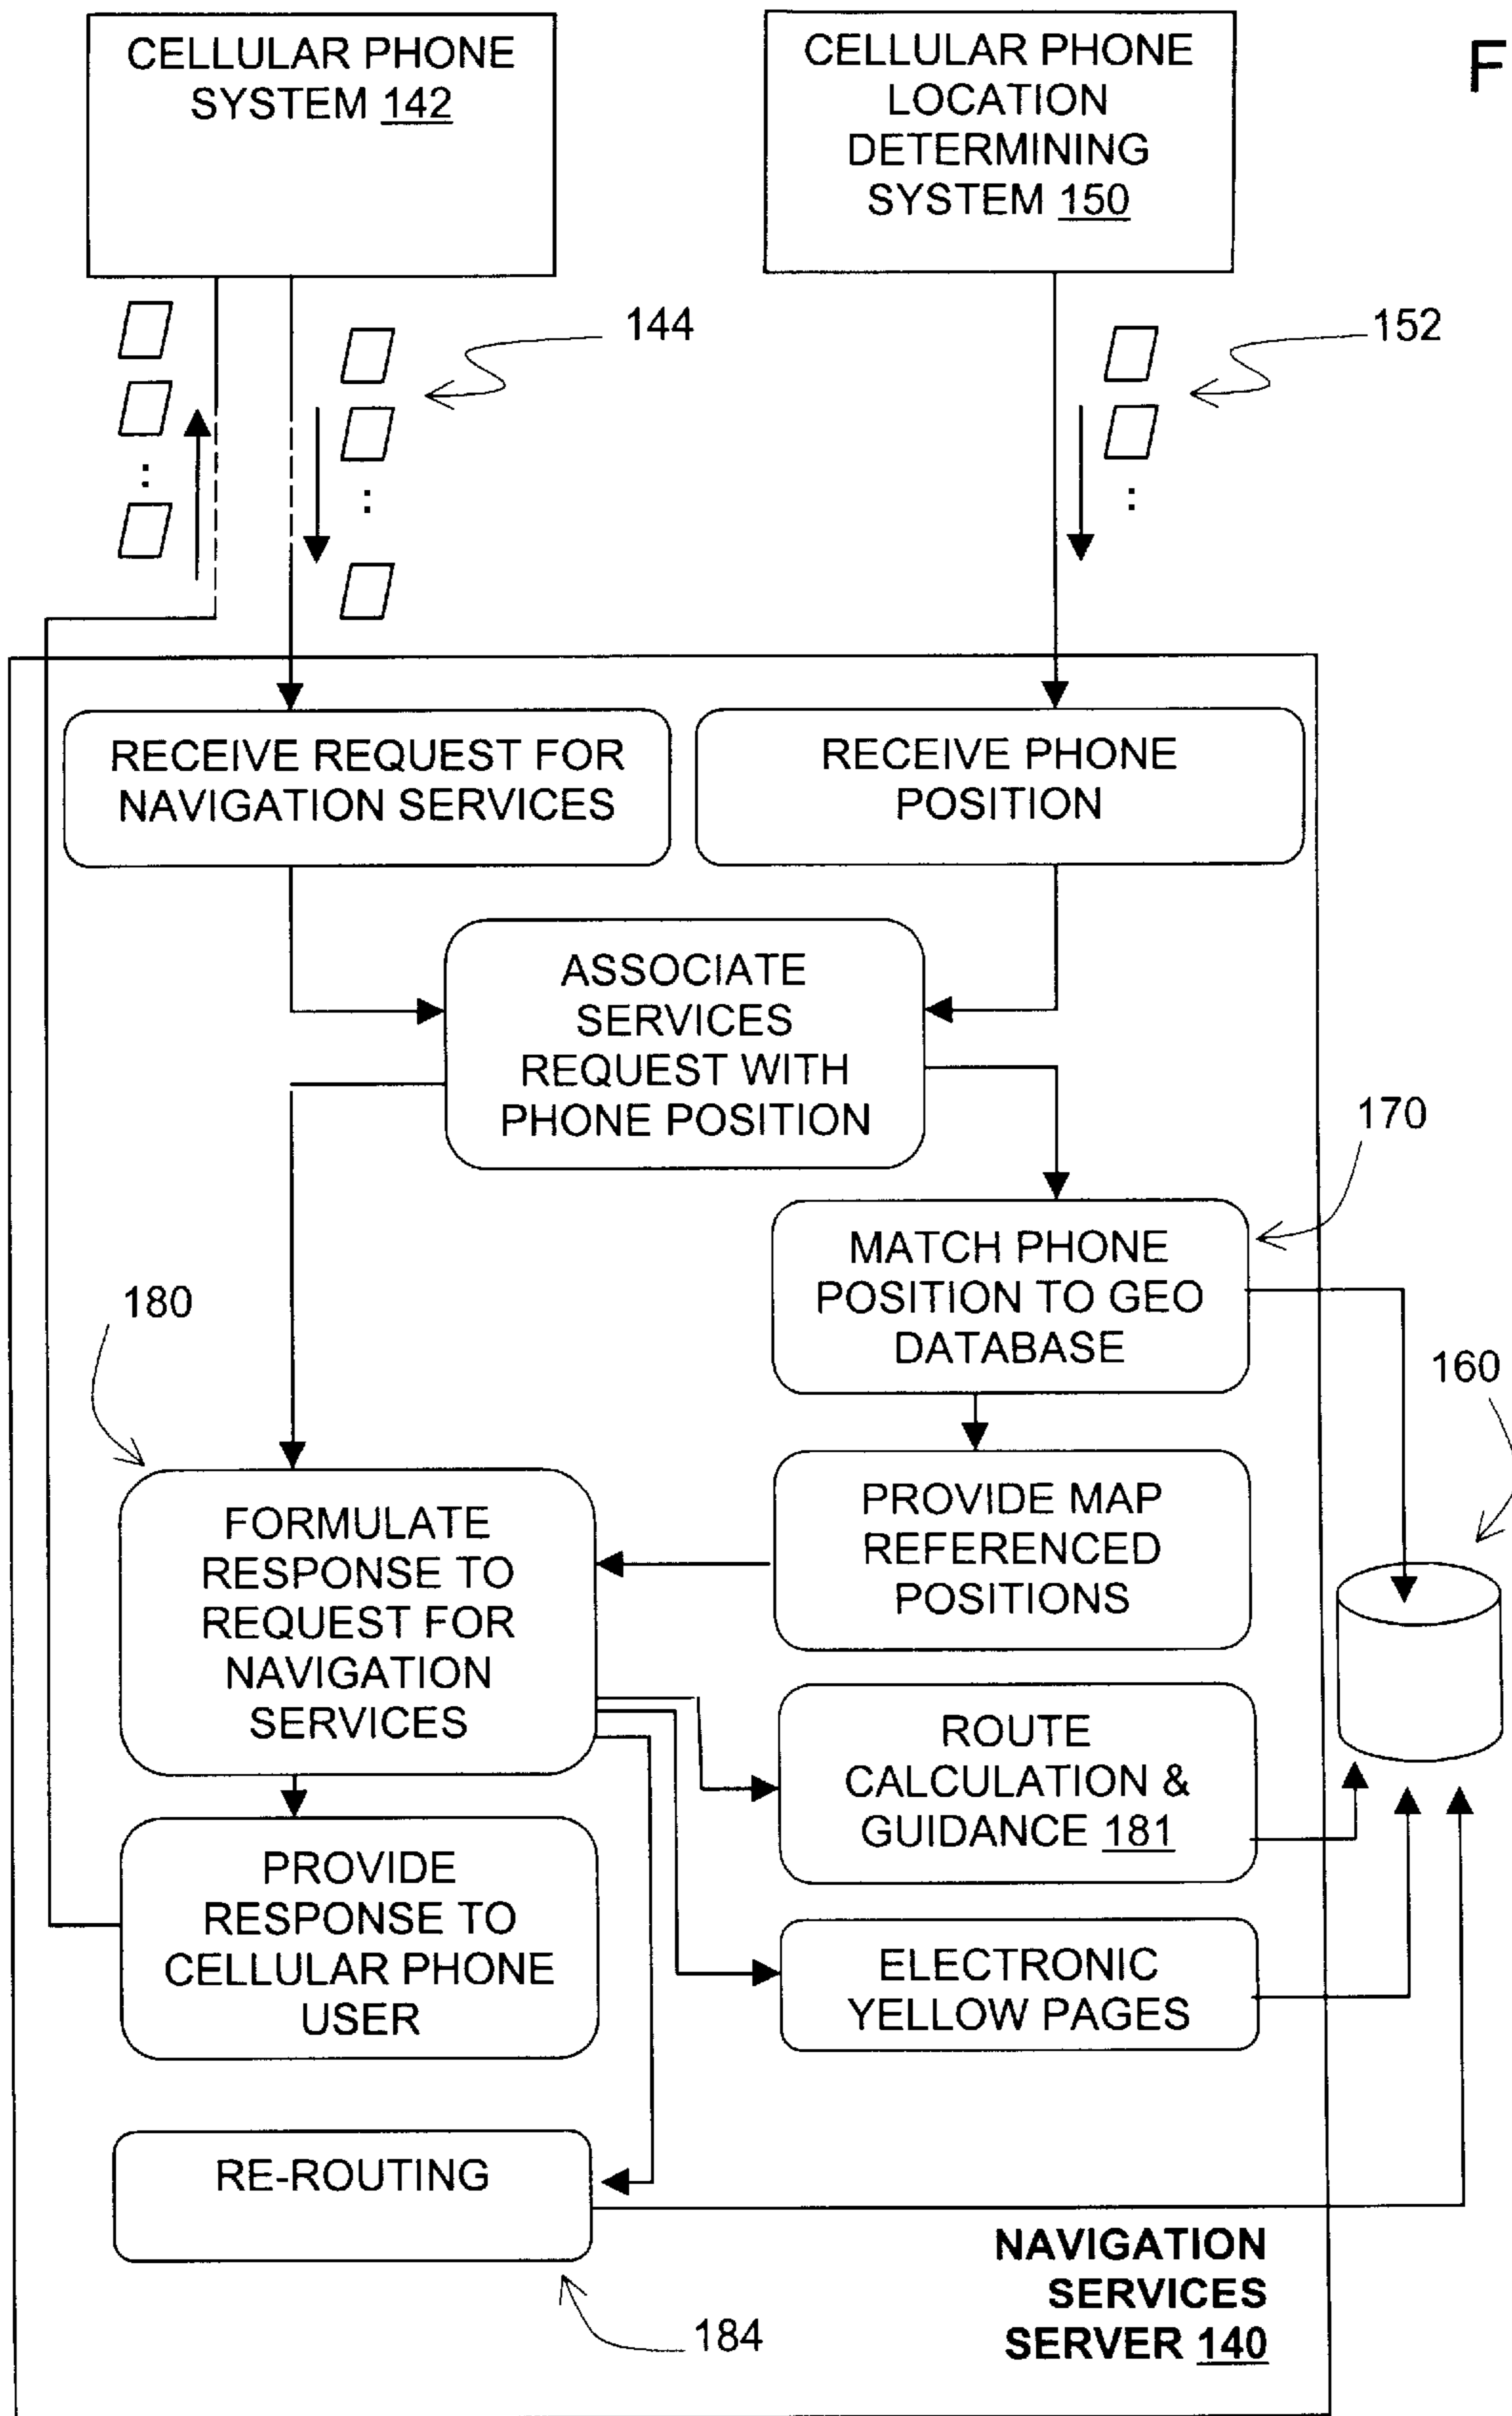 CELLULAR PHONE
SYSTEM 142
CELLULAR PHONE
LOCATION
DETERMINING
SYSTEM 150
F
144
152
RECEIVE REQUEST FOR
NAVIGATION SERVICES
RECEIVE PHONE
POSITION
ASSOCIATE
SERVICES
REQUEST WITH
PHONE POSITION
170
MATCH PHONE
POSITION TO GEO
DATABASE
180
160
FORMULATE
RESPONSE TO
REQUEST FOR
NAVIGATION
SERVICES
PROVIDE MAP
REFERENCED
POSITIONS
ROUTE
CALCULATION &
GUIDANCE 181
PROVIDE
RESPONSE TO
CELLULAR PHONE
USER
ELECTRONIC
YELLOW PAGES
RE-ROUTING
184
NAVIGATION
SERVICES
SERVER 140